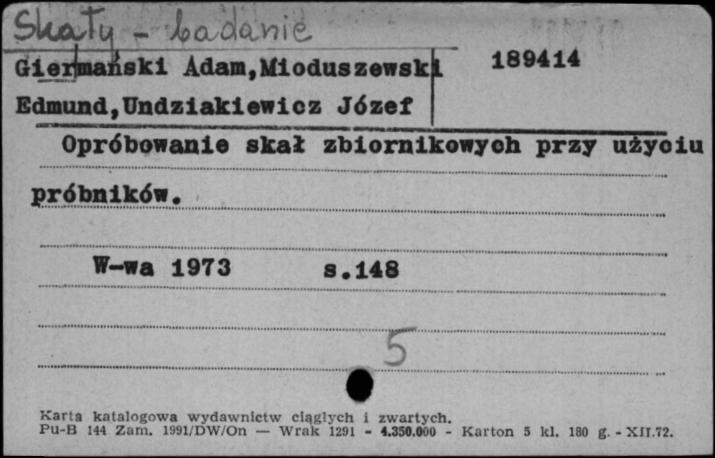 Skały - badanie
Giermański Adam,Mioduszewski 189414
Edmund,Undziakiewicz Józef
Opróbowanie skał zbiornikowych przy użyciu
próbników.
W-wa 1973 s.148
5
Karta katalogowa wydawnictw ciągłych i zwartych.
Pu-B 144 Zam. 1991/DW/On — Wrak 1291 - 4.350.000 - Karton 5 kl. 180 g. - XII.72.